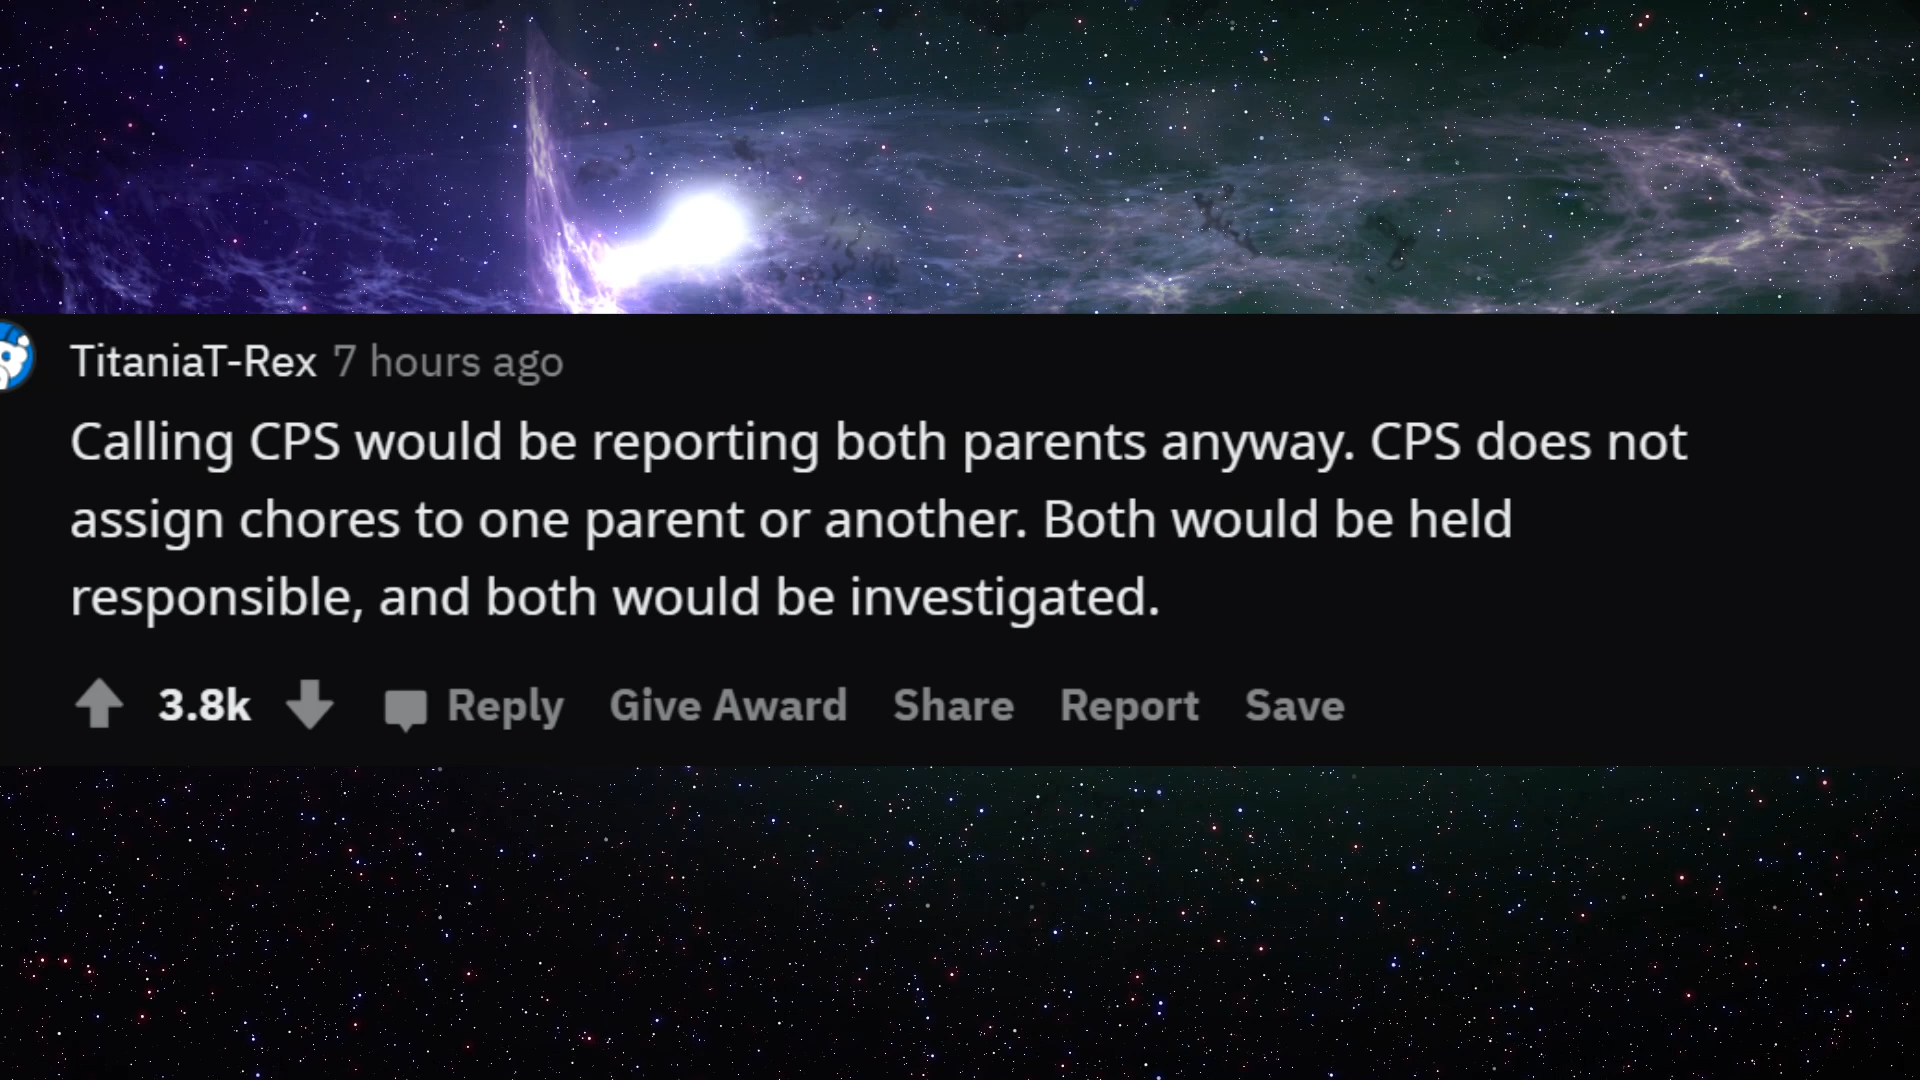 TitaniaT-Rex 7 hours ago
Calling CPS would be reporting both parents anyway. CPS does not
assign chores to one parent or another. Both would be held
responsible, and both would be investigated.
3.8k Reply Give Award Share Report Save